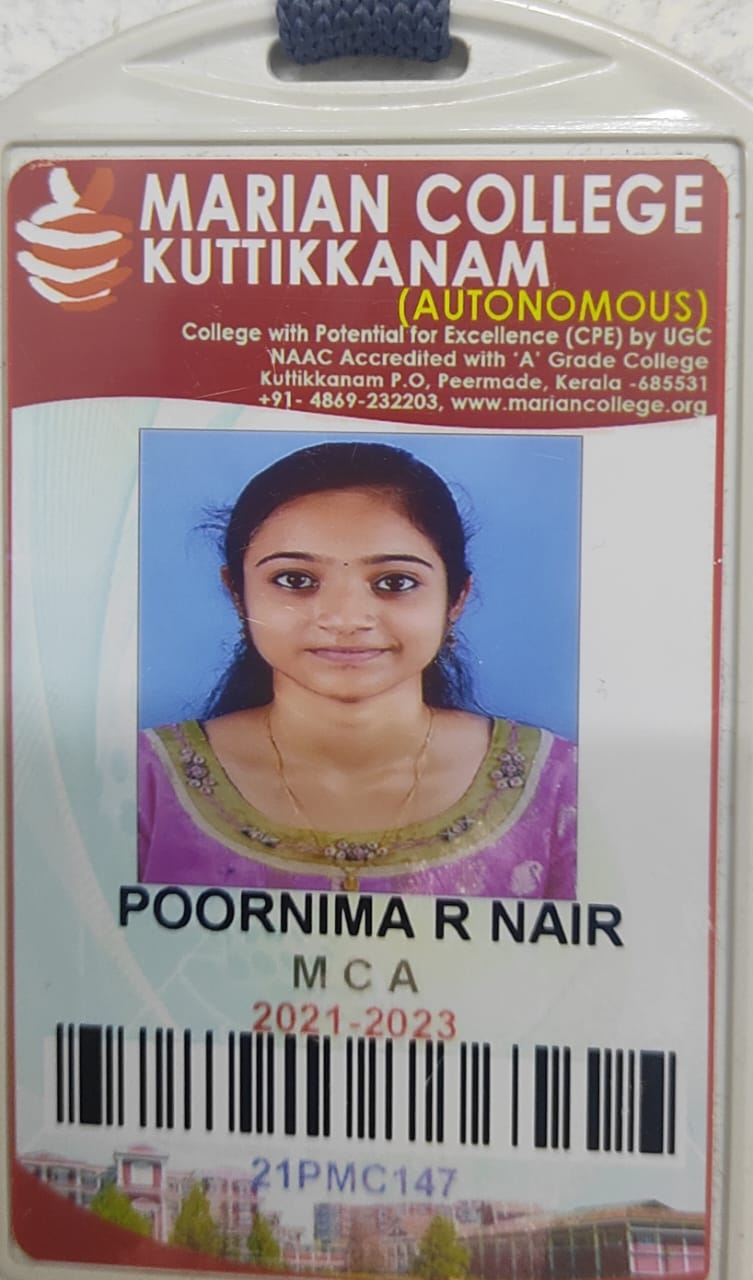 MARIAN COLLEGE
KUTTIKKANAM
(AUTONOMOUS)
College with Potential for Excellence (CPE) by UGC
NAAC Accredited with 'A' Grade College
Kuttikkanam P.O, Peermade, Kerala -685531
+91- 4869-232203, www.mariancollege.org
POORNIMA R NAIR
M C A
2021-2023
21PMC147